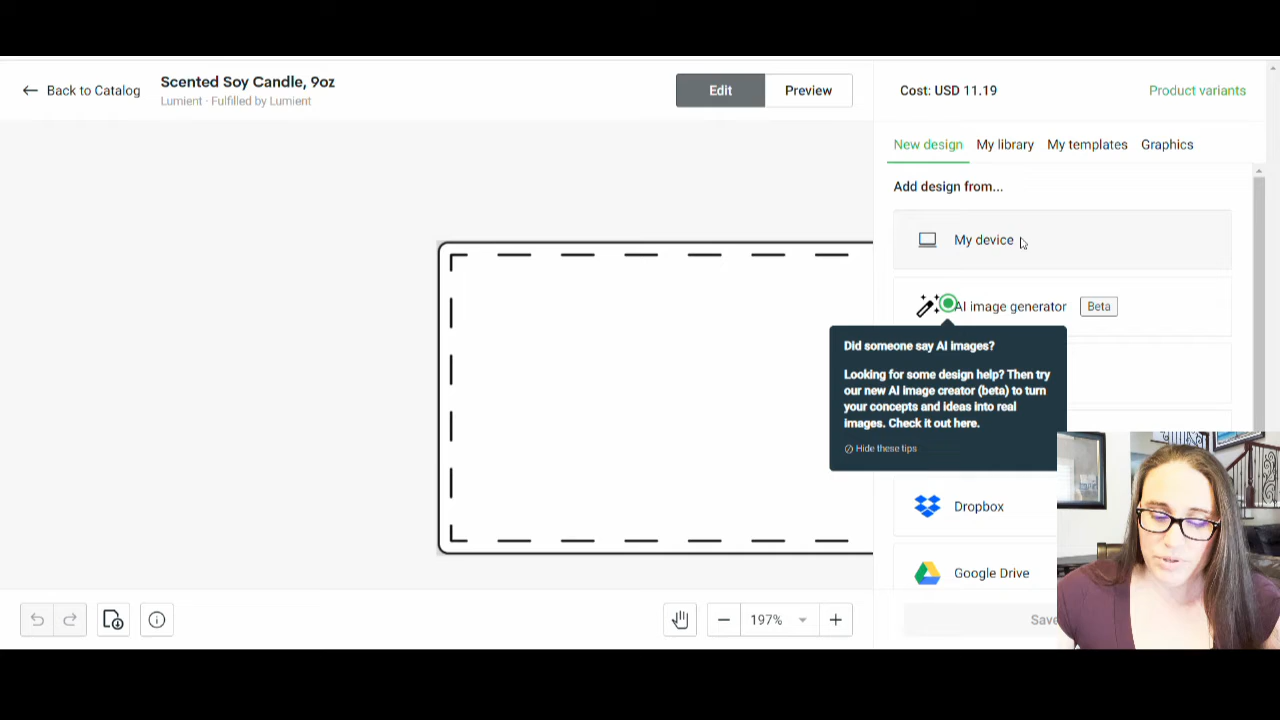 Back to Catalog
Scented Soy Candle, 9oz
Lumient · Fulfilled by Lumient
Edit
Preview
Cost: USD 11.19
Product variants
New design
My library
My templates
Graphics
Add design from...
My device
AI image generator
Beta
Did someone say AI images?
Looking for some design help? Then try
our new AI image creator (beta) to turn
your concepts and ideas into real
images. Check it out here.
Hide these tips
Dropbox
Google Drive
197%
Save